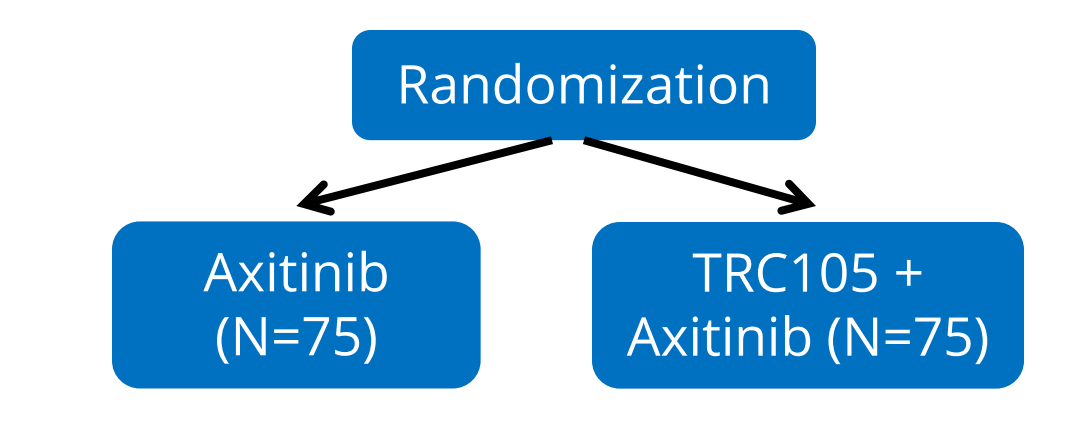 Randomization
Axitinib
(N=75)
TRC105 +
Axitinib (N=75)